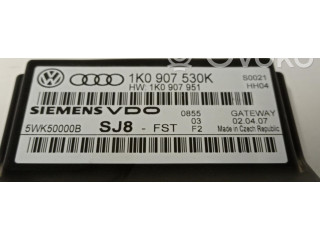 OVOKO
1K0 907 530K S0021
HW: 1K0 907 951 HH04
SIEMENS VDO 0855 GATEWAY
5WK50000B SJ8 - FST 03 02.04.07
F2 Made in Czech Republic